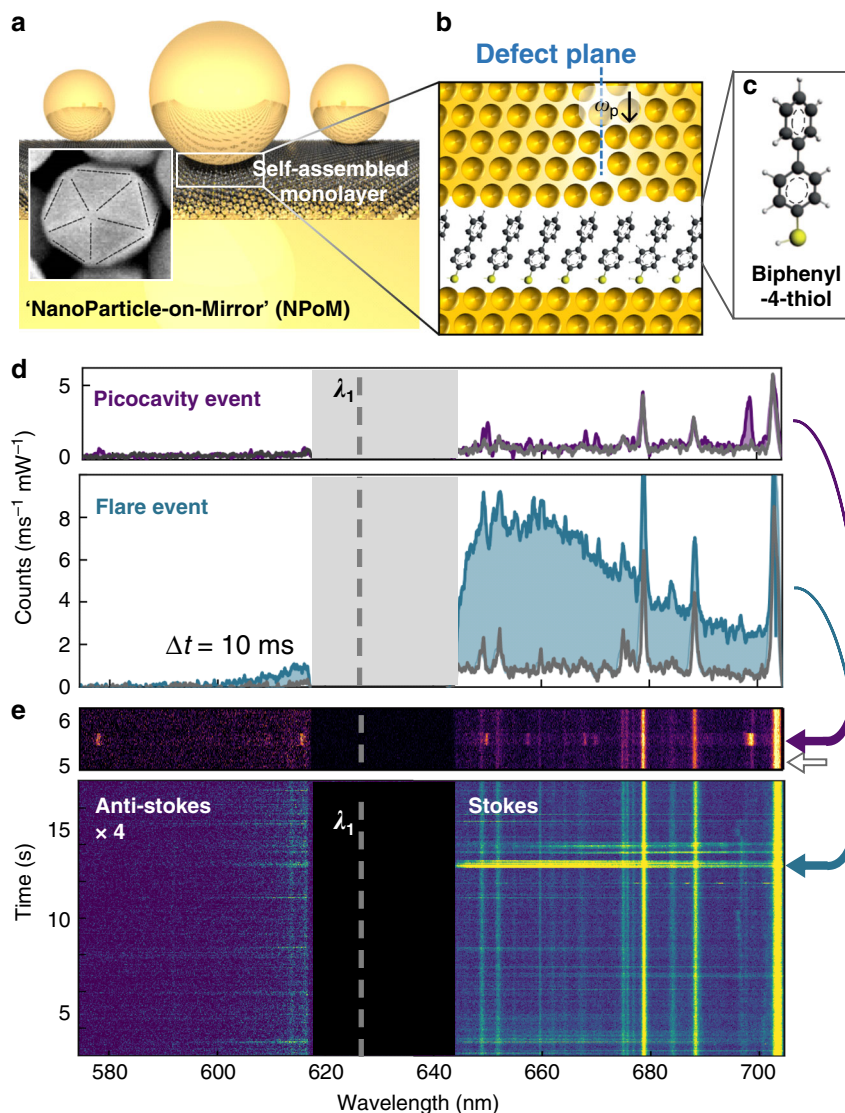 a
Self-assembled
monolayer
'NanoParticle-on-Mirror' (NPoM)
b
Defect plane
ωp
c
Biphenyl
-4-thiol
d
5
0
Picocavity event
λ1
Counts (ms−1 mW−1)
8
6
4
2
0
Flare event
Δt = 10 ms
e
6
5
Time (s)
15
10
5
Anti-stokes
× 4
λ1
Stokes
580 600 620 640 660 680 700
Wavelength (nm)